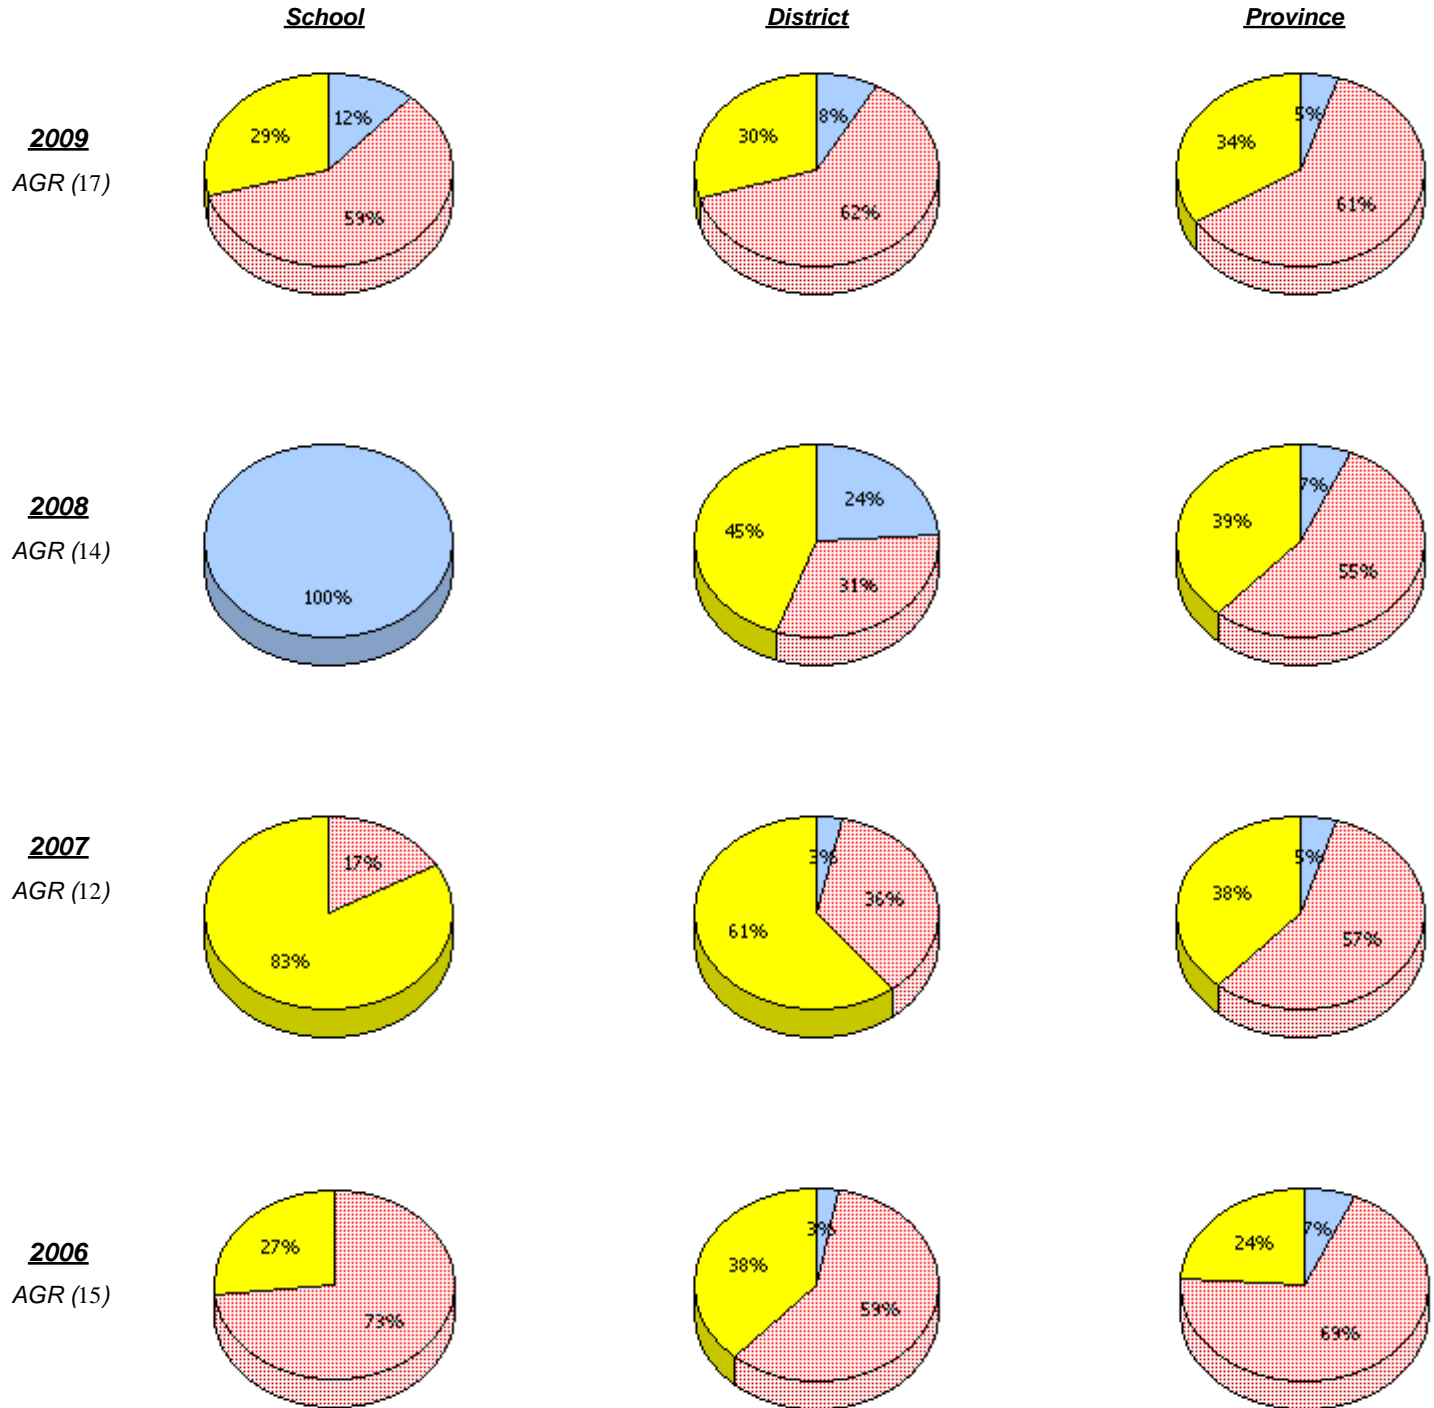 School District Province
2009
AGR (17)
29% 12% 59%
30% 8% 62%
34% 5% 61%
2008
AGR (14)
100%
45% 24% 31%
39% 7% 55%
2007
AGR (12)
17% 83%
3% 36% 61%
5% 38% 57%
2006
AGR (15)
27% 73%
3% 38% 59%
7% 24% 69%